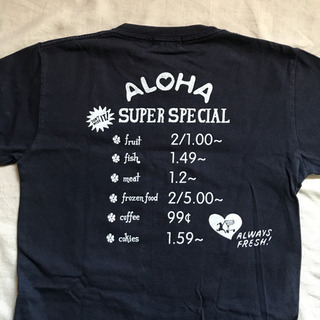 ALOHA
SUPER SPECIAL
fruit 2/1.00~
fish 1.49~
meat 1.2~
frozen food 2/5.00~
coffee 99¢
cokies 1.59~
ALWAYS
FRESH!